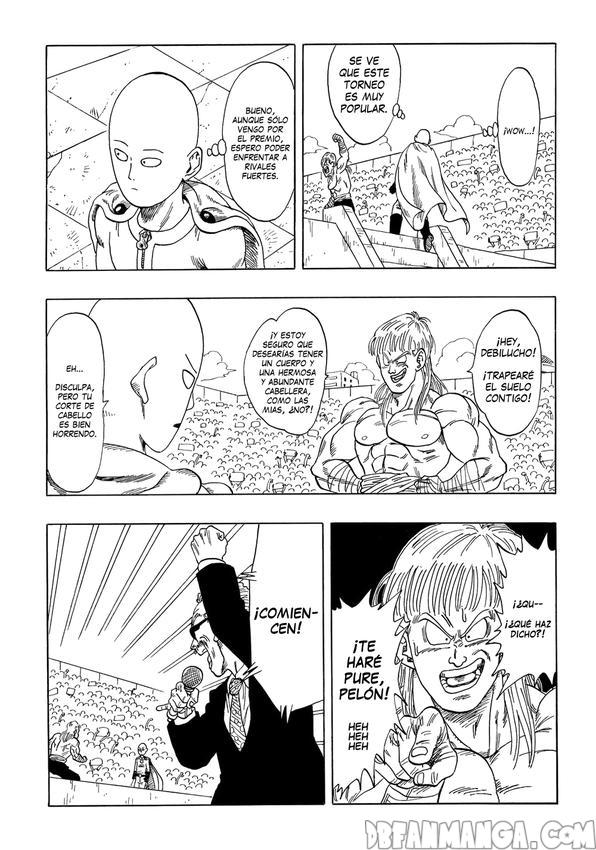 ¡WOW...!
SE VE
QUE ESTE
TORNEO
ES MUY
POPULAR.
BUENO,
AUNQUE SÓLO
VENGO POR
EL PREMIO,
ESPERO PODER
ENFRENTAR A
RIVALES
FUERTES.
¡HEY,
DEBILUCHO!
¡TRAPEARÉ
EL SUELO
CONTIGO!
¡Y ESTOY
SEGURO QUE
DESEARÍAS TENER
UN CUERPO Y
UNA HERMOSA
Y ABUNDANTE
CABELLERA,
COMO LAS
MIAS, ¿NO?!
EH...
DISCULPA,
PERO TU
CORTE DE
CABELLO
ES BIEN
HORRENDO.
¡¿QU--
¡¿QUÉ HAZ
DICHO?!
¡TE
HARÉ PURE,
PELÓN!
HEH
HEH
HEH
¡COMIEN-
CEN!
DBFANMANGA.COM